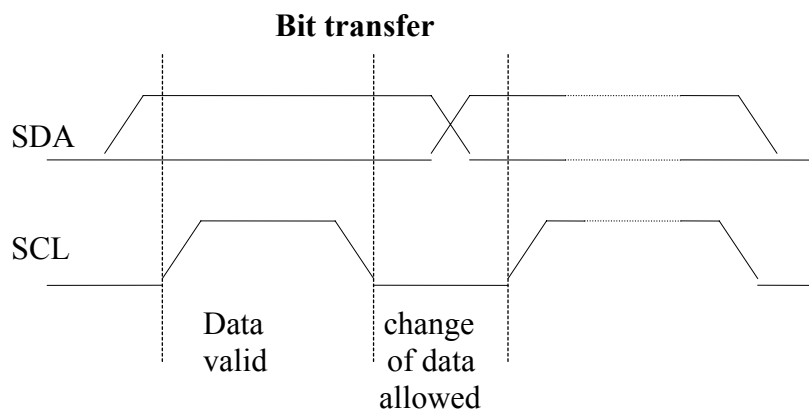 Bit transfer
SDA
SCL
Data
valid
change
of data
allowed